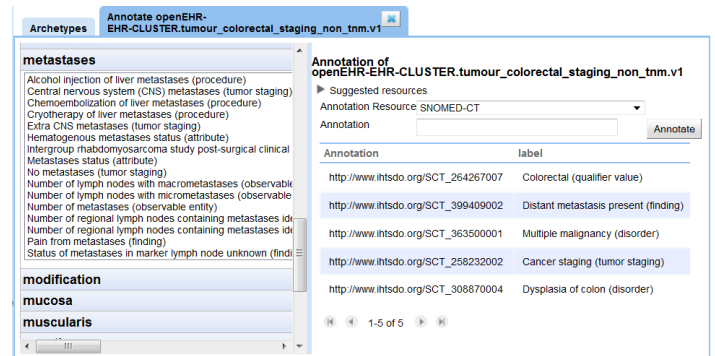 Archetypes
Annotate openEHR-
EHR-CLUSTER.tumour_colorectal_staging_non_tnm.v1
metastases
Alcohol injection of liver metastases (procedure)
Central nervous system (CNS) metastases (tumor staging)
Chemoembolization of liver metastases (procedure)
Cryotherapy of liver metastases (procedure)
Extra CNS metastases (tumor staging)
Hematogenous metastases status (attribute)
Intergroup rhabdomyosarcoma study post-surgical clinical
Metastases status (attribute)
No metastases (tumor staging)
Number of lymph nodes with macrometastases (observable
Number of lymph nodes with micrometastases (observable
Number of metastases (observable entity)
Number of regional lymph nodes containing metastases ide
Number of regional lymph nodes containing metastases ide
Pain from metastases (finding)
Status of metastases in marker lymph node unknown (findi
modification
mucosa
muscularis
Annotation of
openEHR-EHR-CLUSTER.tumour_colorectal_staging_non_tnm.v1
Suggested resources
Annotation Resource SNOMED-CT
Annotation
Annotate
Annotation label
http://www.ihtsdo.org/SCT_264267007 Colorectal (qualifier value)
http://www.ihtsdo.org/SCT_399409002 Distant metastasis present (finding)
http://www.ihtsdo.org/SCT_363500001 Multiple malignancy (disorder)
http://www.ihtsdo.org/SCT_258232002 Cancer staging (tumor staging)
http://www.ihtsdo.org/SCT_308870004 Dysplasia of colon (disorder)
1-5 of 5